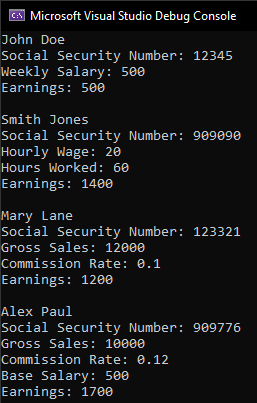 Microsoft Visual Studio Debug Console
John Doe
Social Security Number: 12345
Weekly Salary: 500
Earnings: 500
Smith Jones
Social Security Number: 909090
Hourly Wage: 20
Hours Worked: 60
Earnings: 1400
Mary Lane
Social Security Number: 123321
Gross Sales: 12000
Commission Rate: 0.1
Earnings: 1200
Alex Paul
Social Security Number: 909776
Gross Sales: 10000
Commission Rate: 0.12
Base Salary: 500
Earnings: 1700